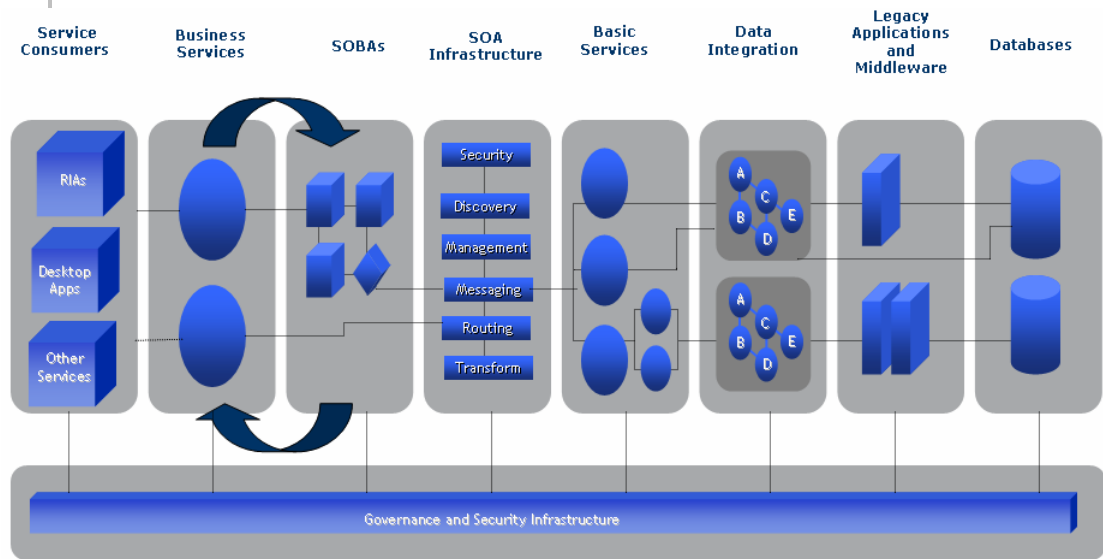 Service
Consumers
Business
Services
SOBAs
SOA
Infrastructure
Basic
Services
Data
Integration
Legacy
Applications
and
Middleware
Databases
RIAs
Desktop
Apps
Other
Services
Security
Discovery
Management
Messaging
Routing
Transform
A
C
E
B
D
A
C
E
B
D
Governance and Security Infrastructure